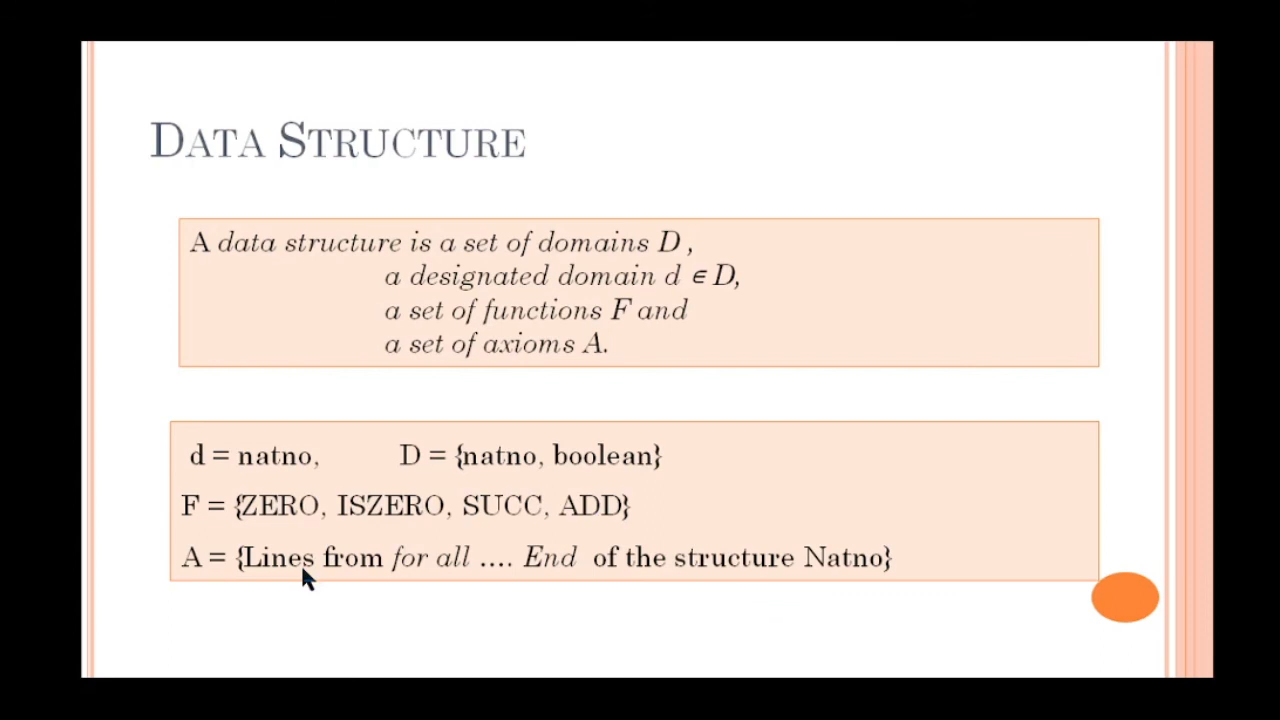 DATA STRUCTURE
A data structure is a set of domains D ,
a designated domain d ∈ D,
a set of functions F and
a set of axioms A.
d = natno, D = {natno, boolean}
F = {ZERO, ISZERO, SUCC, ADD}
A = {Lines from for all …. End of the structure Natno}